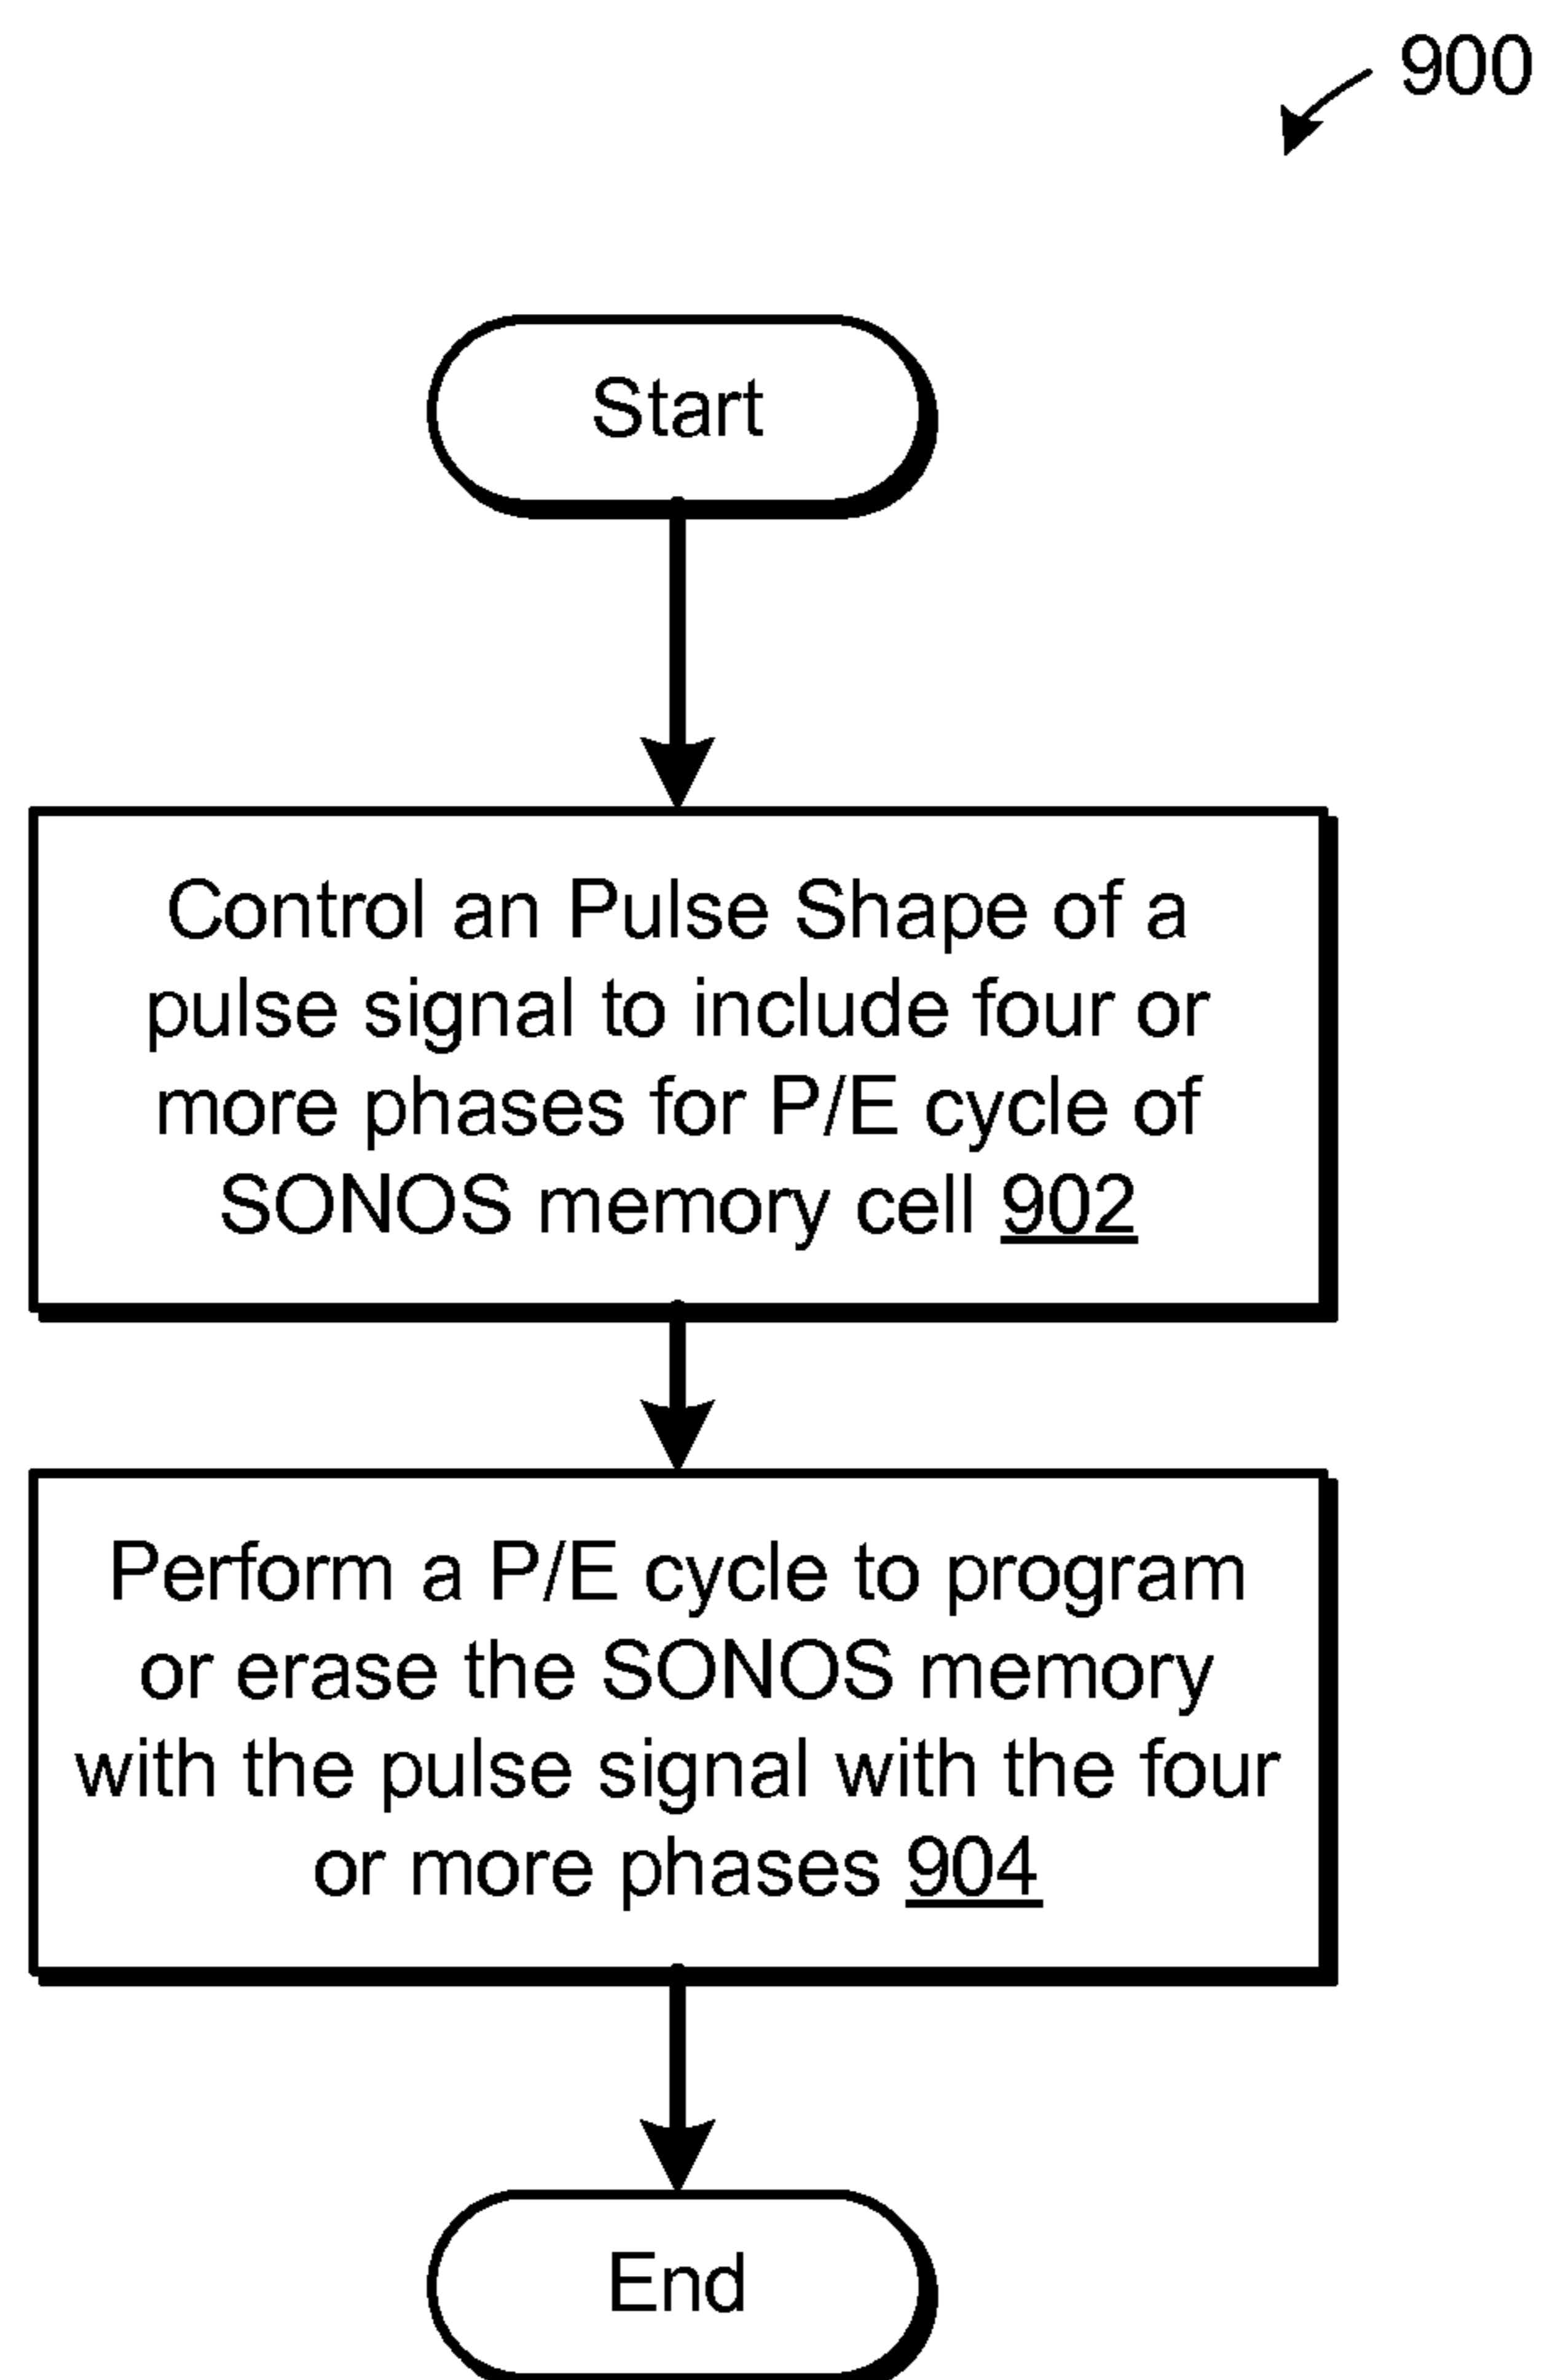 900
Start
Control an Pulse Shape of a
pulse signal to include four or
more phases for P/E cycle of
SONOS memory cell 902
Perform a P/E cycle to program
or erase the SONOS memory
with the pulse signal with the four
or more phases 904
End